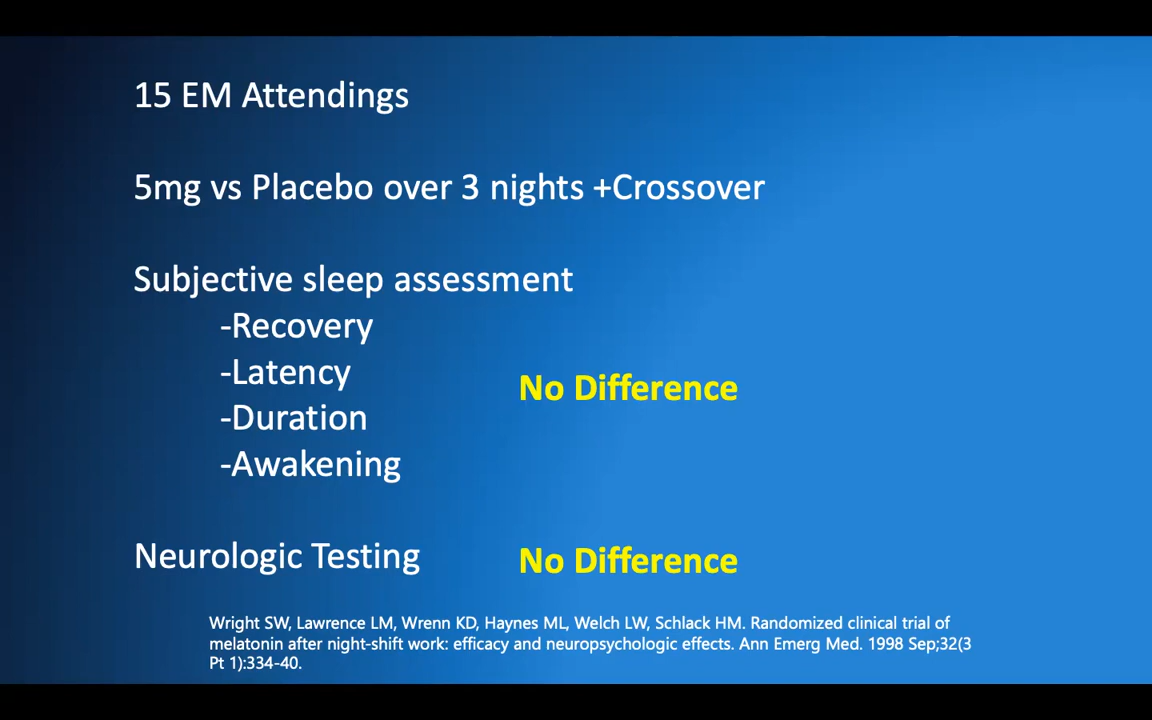 15 EM Attendings
5mg vs Placebo over 3 nights +Crossover
Subjective sleep assessment
-Recovery
-Latency
-Duration
-Awakening
No Difference
Neurologic Testing
No Difference
Wright SW, Lawrence LM, Wrenn KD, Haynes ML, Welch LW, Schlack HM. Randomized clinical trial of
melatonin after night-shift work: efficacy and neuropsychologic effects. Ann Emerg Med. 1998 Sep;32(3
Pt 1):334-40.